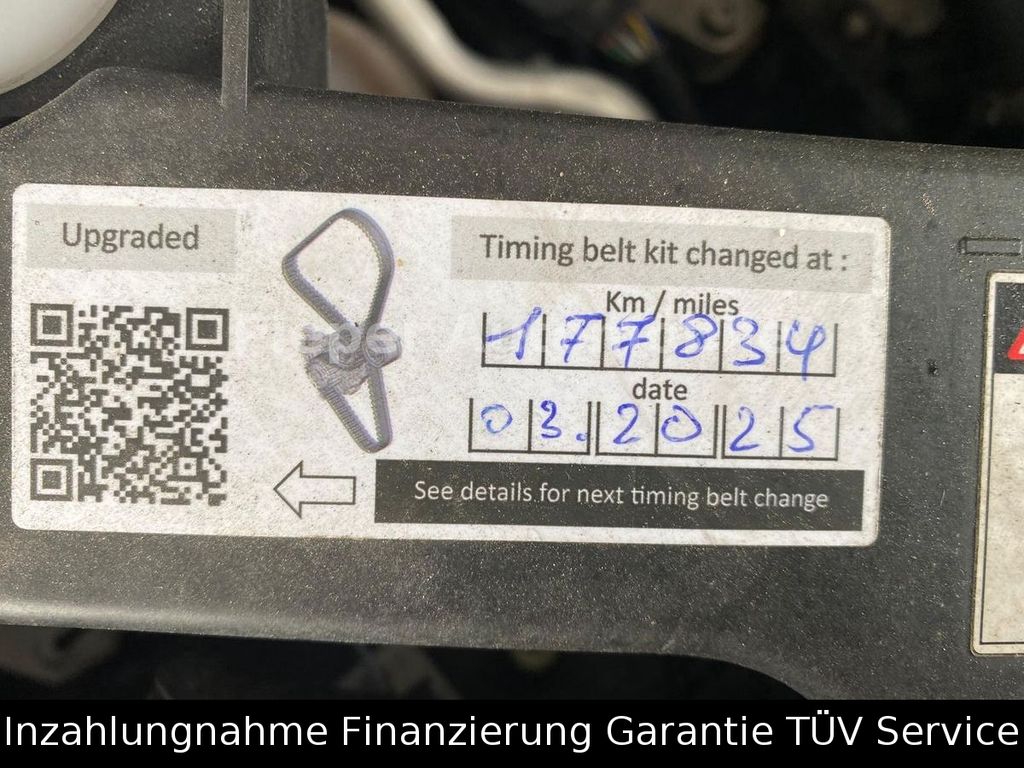 Upgraded
Timing belt kit changed at :
Km / miles
177834
date
03.2025
See details for next timing belt change
Inzahlungnahme Finanzierung Garantie TÜV Service